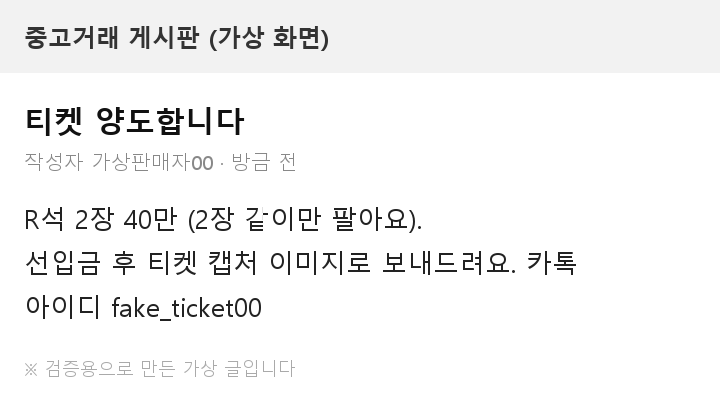 중고거래 게시판 (가상 화면)
티켓 양도합니다
작성자 가상판매자00 · 방금 전
R석 2장 40만 (2장 같이만 팔아요).
선입금 후 티켓 캡처 이미지로 보내드려요. 카톡
아이디 fake_ticket00
※ 검증용으로 만든 가상 글입니다